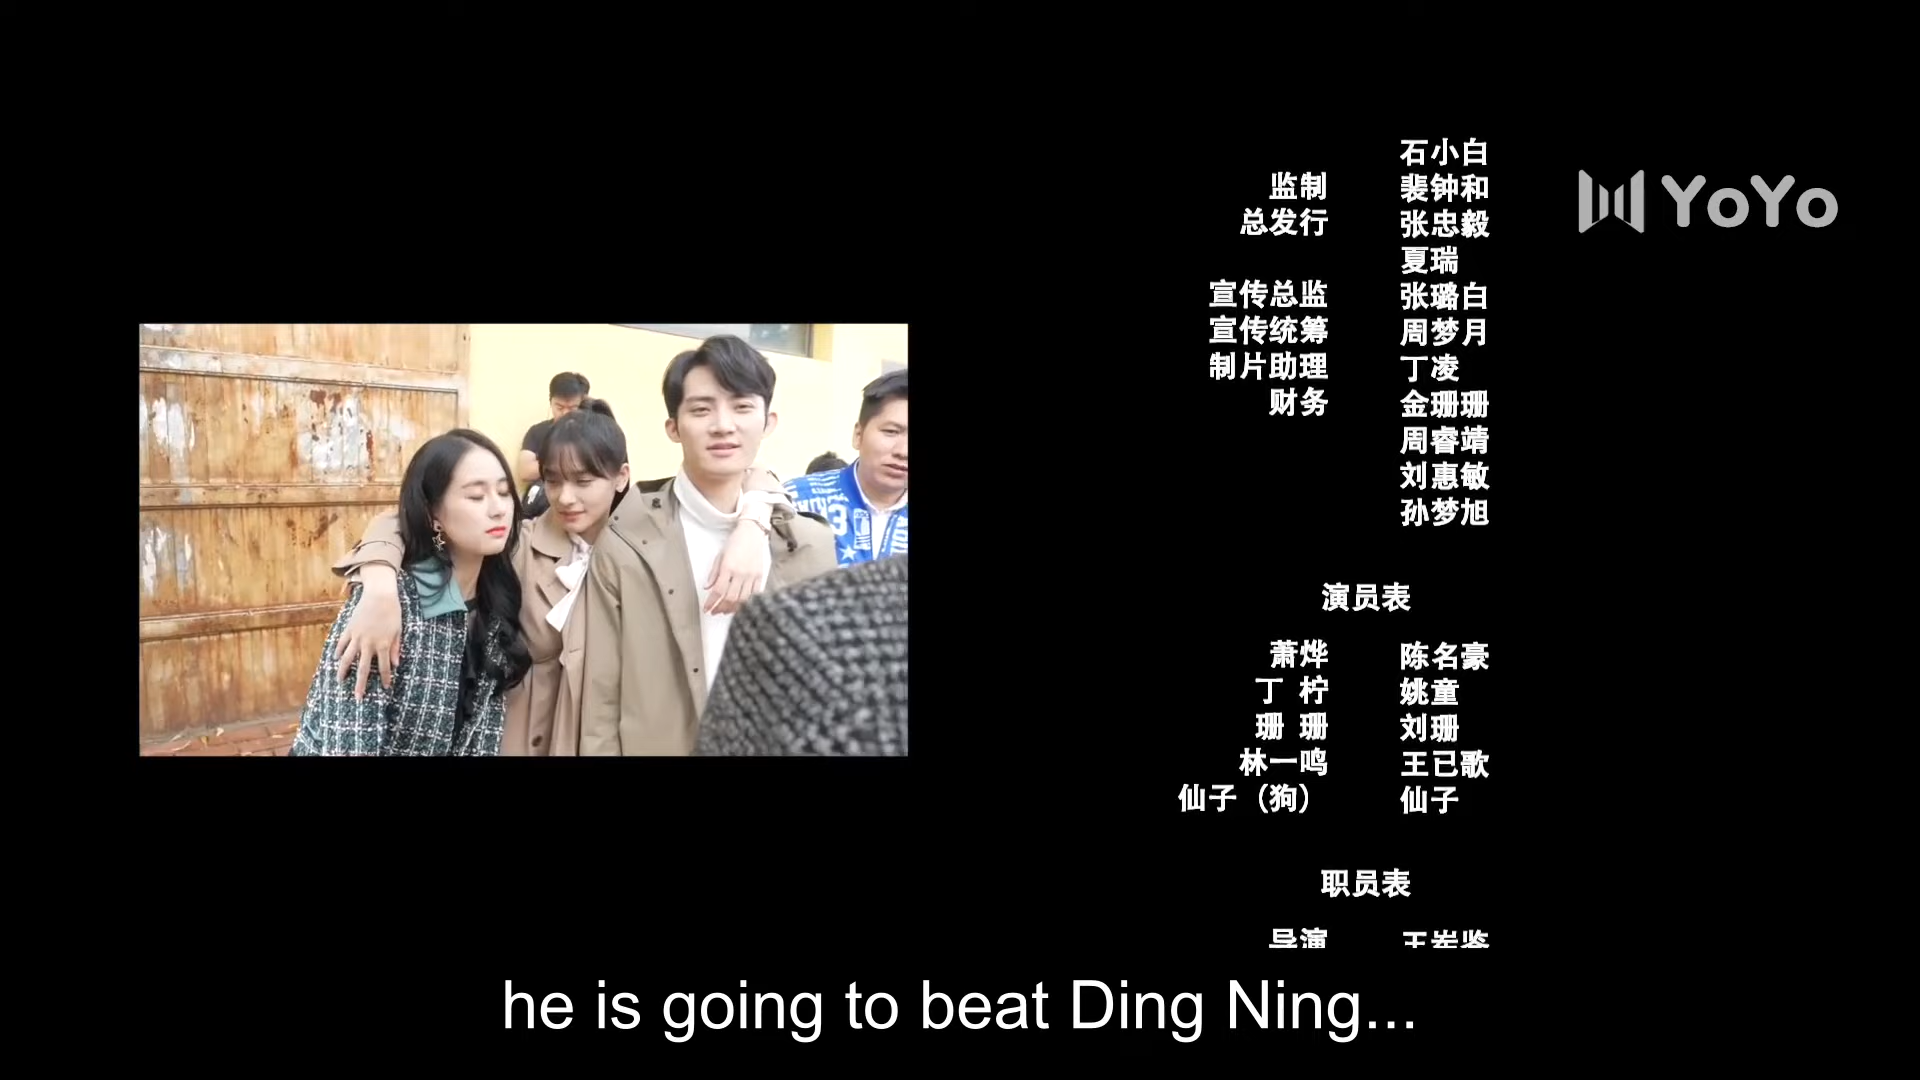 石小白
监制 裴钟和
总发行 张忠毅
夏瑞
宣传总监 张璐白
宣传统筹 周梦月
制片助理 丁凌
财务 金珊珊
周睿靖
刘惠敏
孙梦旭
YoYo
演员表
萧烨 陈名豪
丁 柠 姚童
珊 珊 刘珊
林一鸣 王已歌
仙子（狗） 仙子
职员表
导演
he is going to beat Ding Ning...